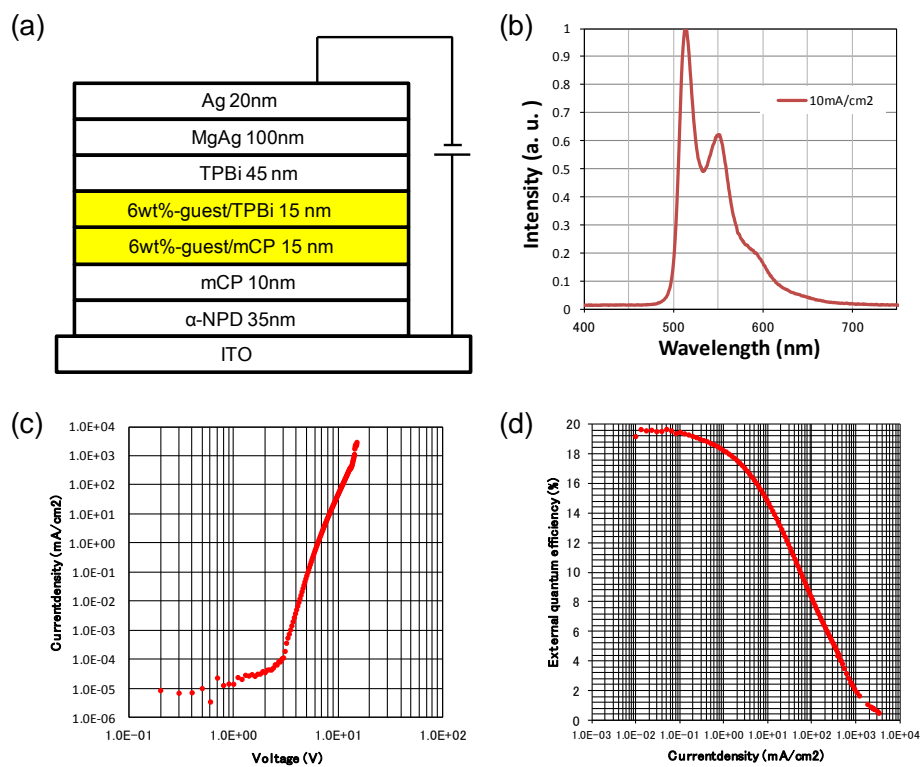 (a)
Ag 20nm
MgAg 100nm
TPBi 45 nm
6wt%-guest/TPBi 15 nm
6wt%-guest/mCP 15 nm
mCP 10nm
α-NPD 35nm
ITO
(b)
1
0.9
0.8
0.7
0.6
0.5
0.4
0.3
0.2
0.1
0
Intensity (a. u. )
10mA/cm2
400 500 600 700
Wavelength (nm)
(c)
1.0E+04
1.0E+03
1.0E+02
1.0E+01
1.0E+00
1.0E-01
1.0E-02
1.0E-03
1.0E-04
1.0E-05
1.0E-06
Currentdensity (mA/cm2)
1.0E-01 1.0E+00 1.0E+01 1.0E+02
Voltage (V)
(d)
20
18
16
14
12
10
8
6
4
2
0
External quantum efficiency (%)
1.0E-03 1.0E-02 1.0E-01 1.0E+00 1.0E+01 1.0E+02 1.0E+03 1.0E+04
Currentdensity (mA/cm2)